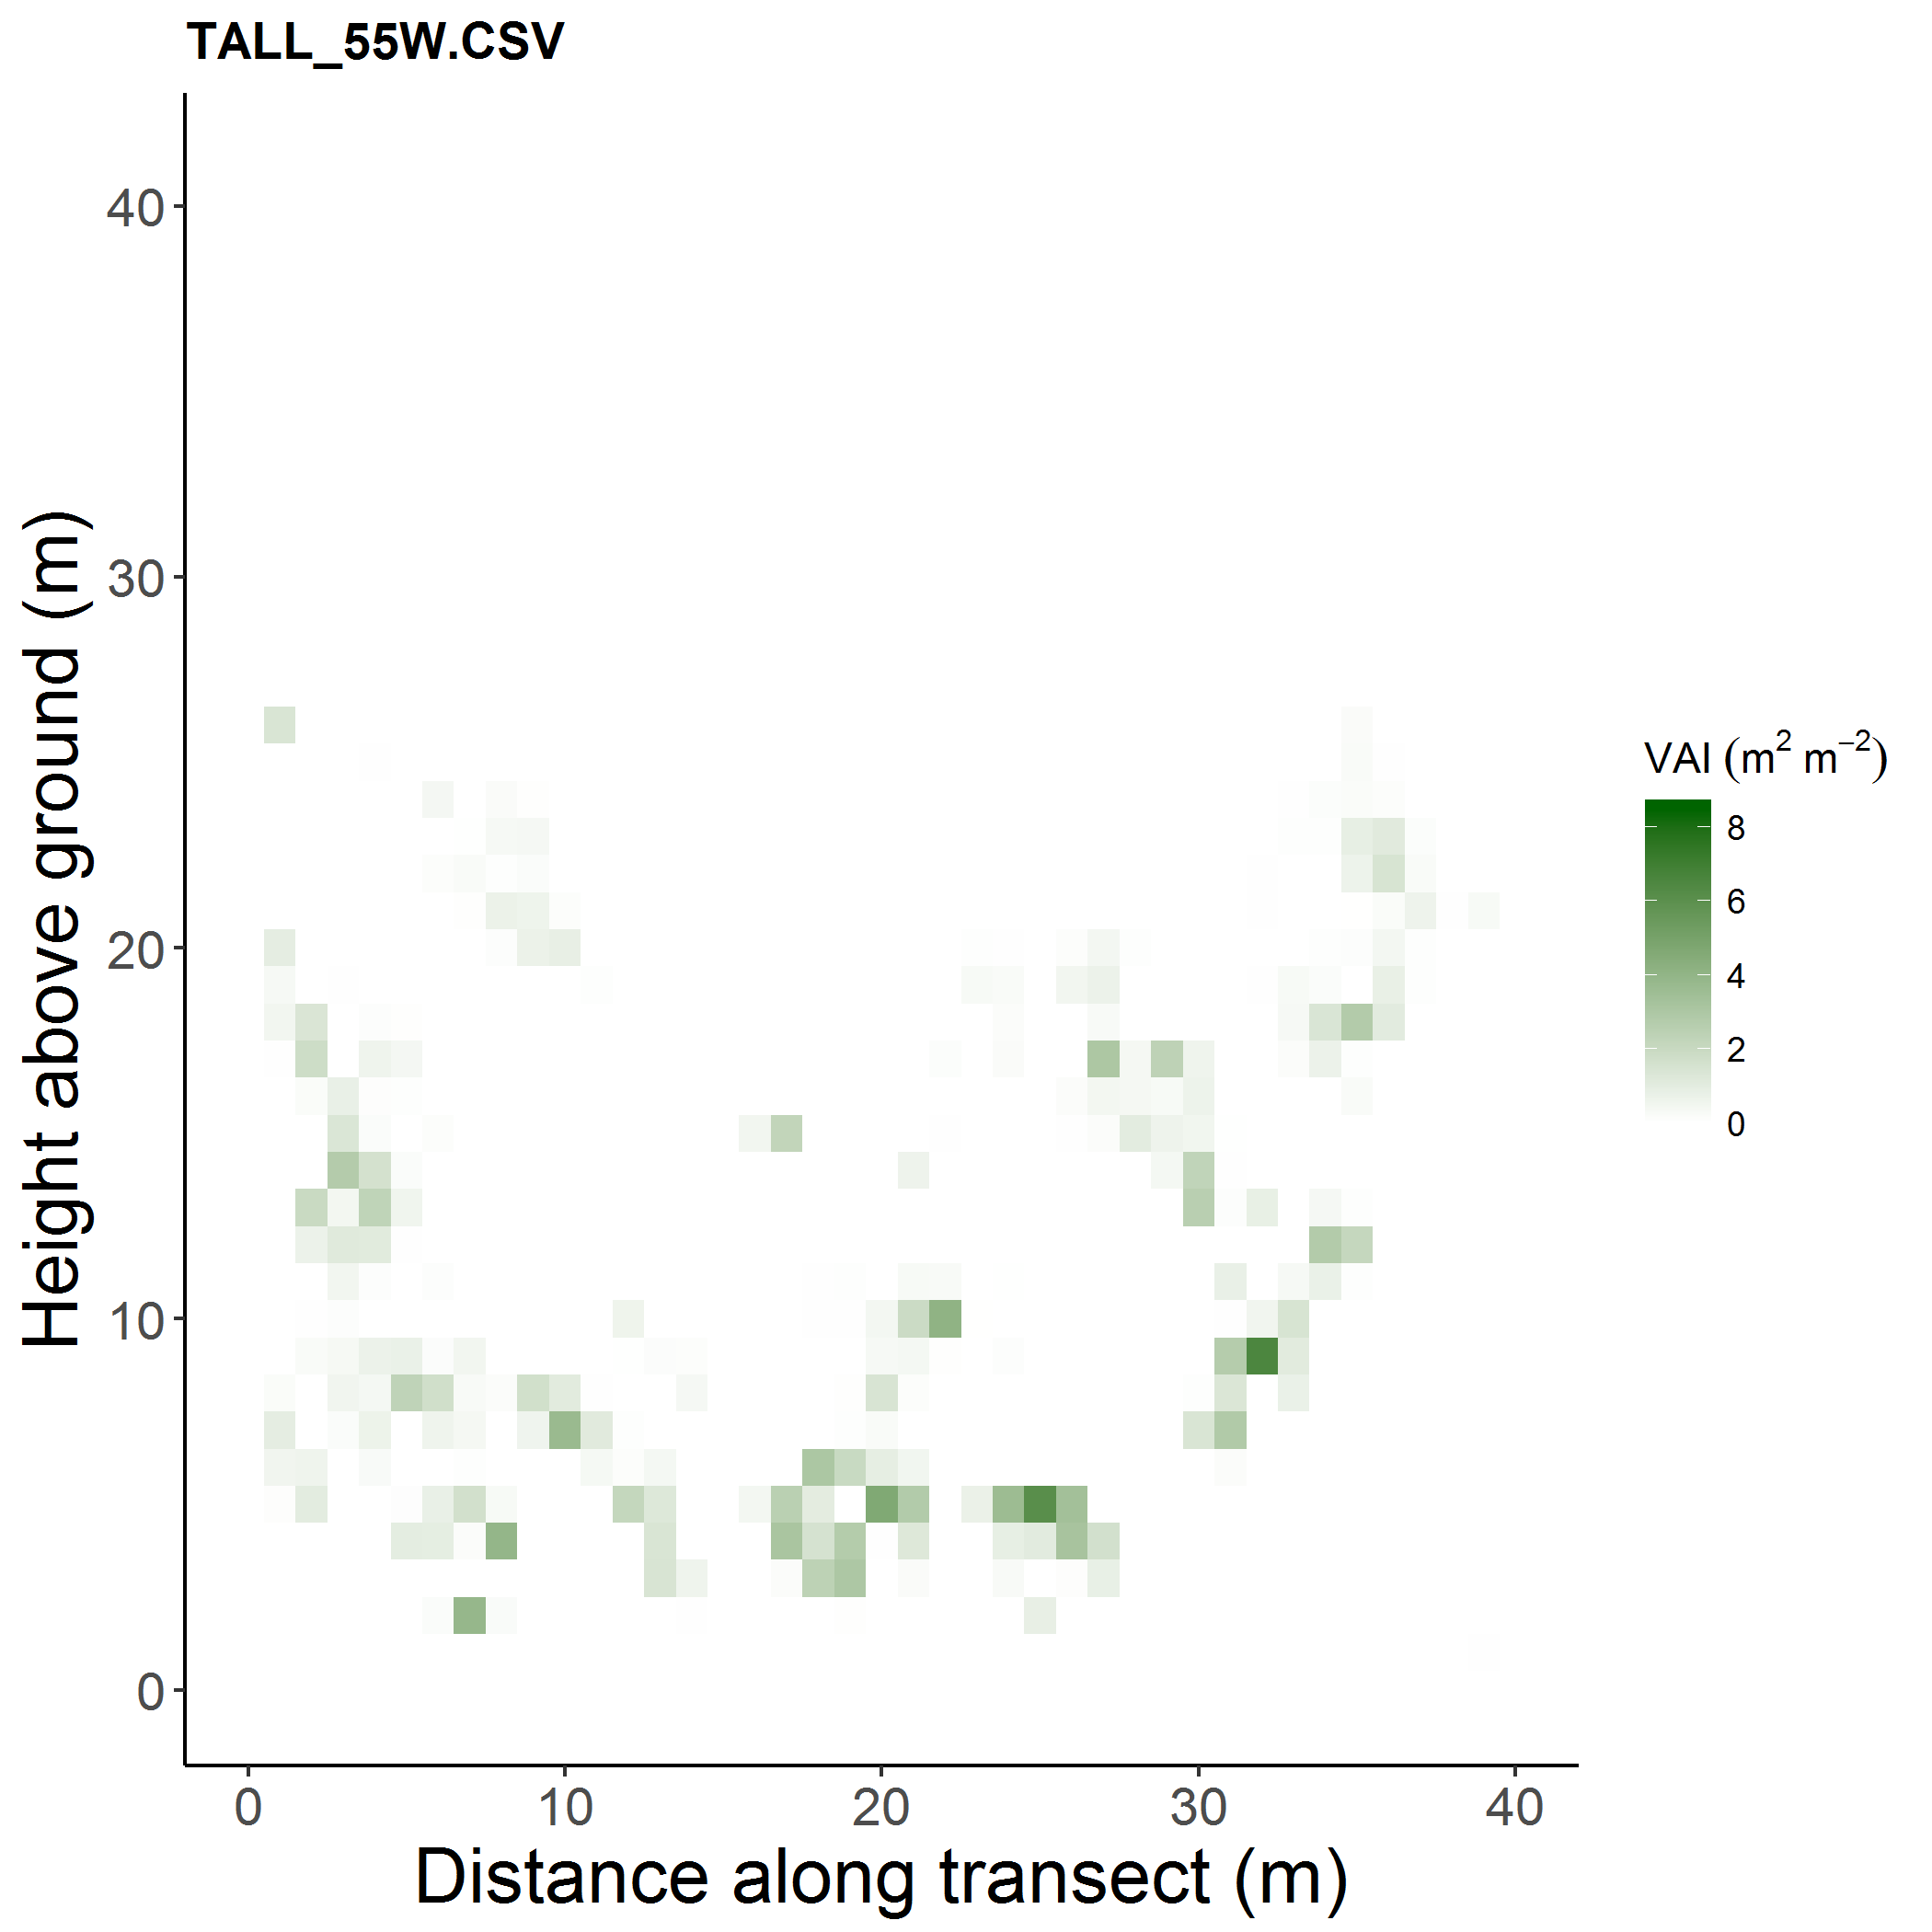 TALL_55W.CSV
Height above ground (m)
40
30
20
10
0
0 10 20 30 40
Distance along transect (m)
VAI (m² m⁻²)
8
6
4
2
0